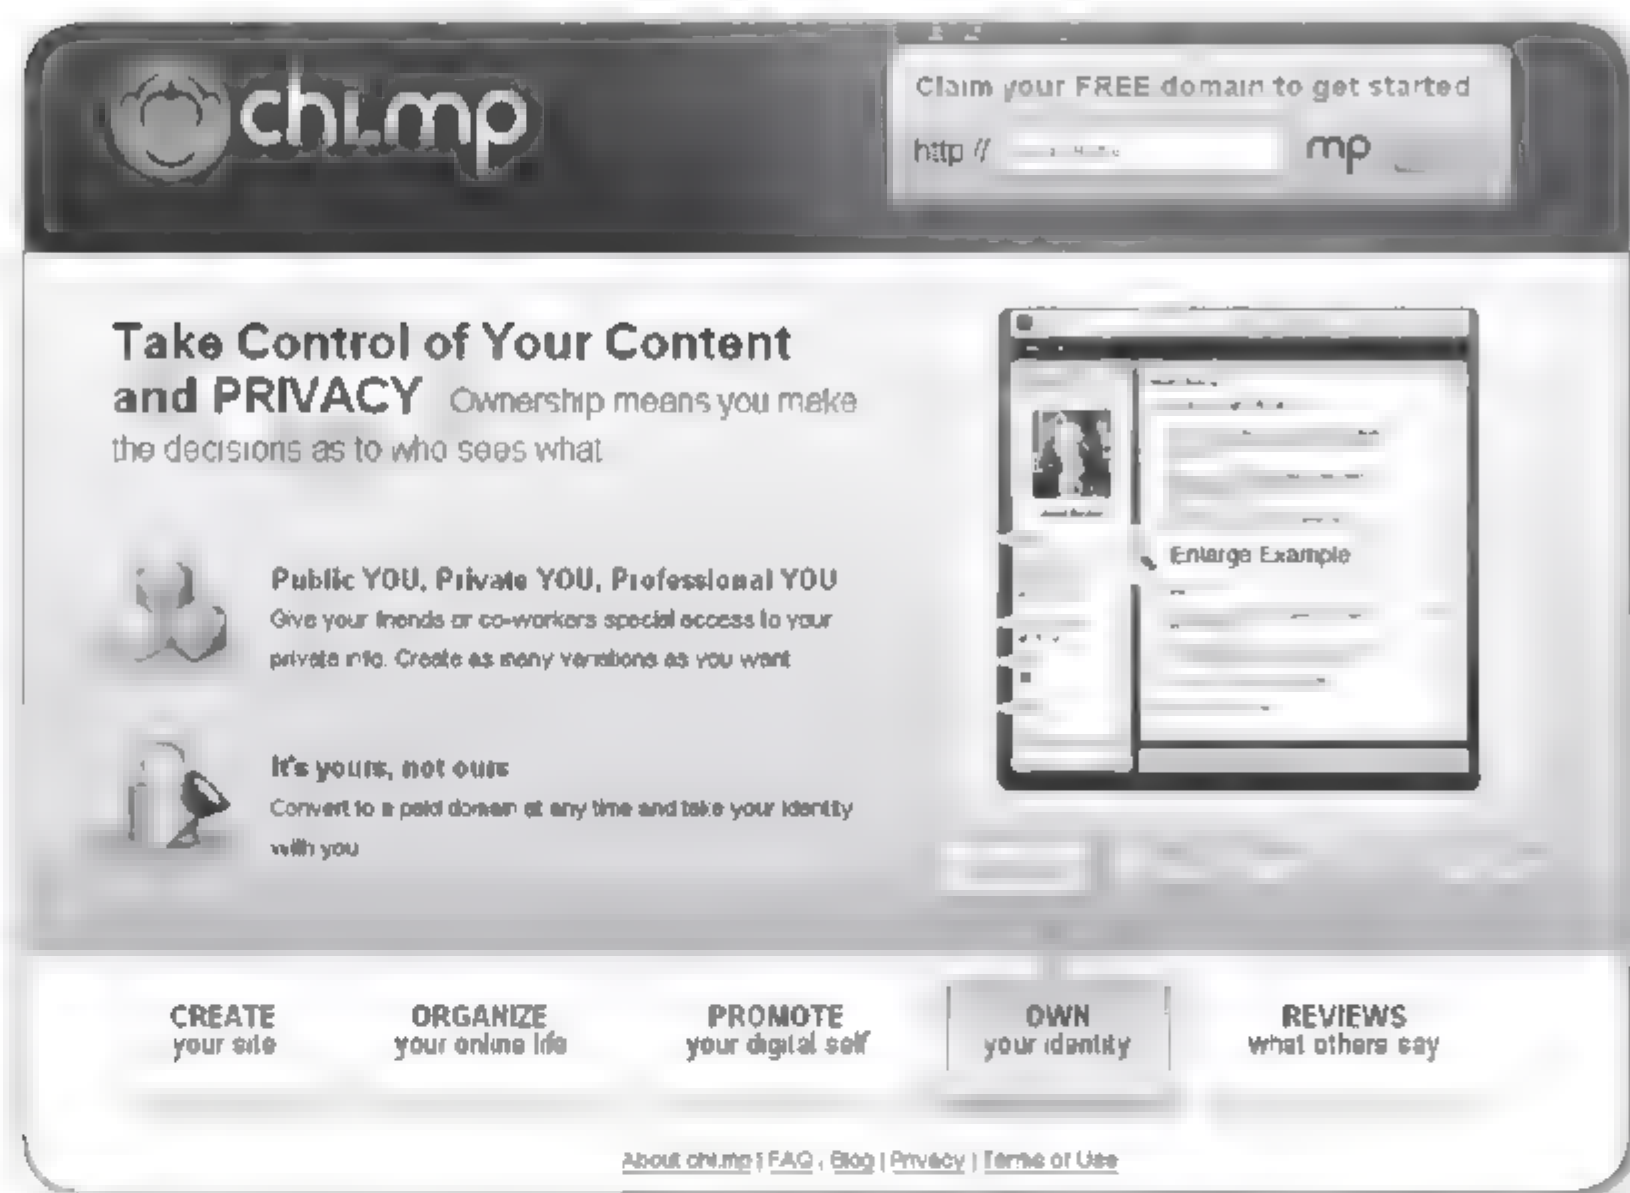 chi.mp
Claim your FREE domain to get started
http //
mp
Take Control of Your Content
and PRIVACY Ownership means you make
the decisions as to who sees what
Public YOU, Private YOU, Professional YOU
Give your friends or co-workers special access to your
private info. Create as many variations as you want
Enlarge Example
It's yours, not ours
Convert to a paid domain at any time and take your identity
with you
CREATE
your site
ORGANIZE
your online life
PROMOTE
your digital self
OWN
your identity
REVIEWS
what others say
About chi.mp | FAQ | Blog | Privacy | Terms of Use